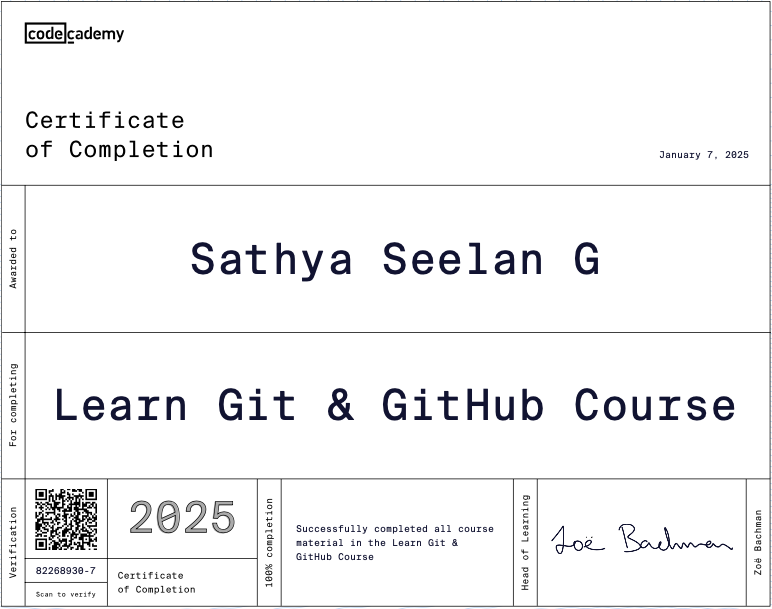 codecademy
Certificate
of Completion
January 7, 2025
Awarded to
Sathya Seelan G
For completing
Learn Git & GitHub Course
Verification
82268930-7
Scan to verify
2025
Certificate
of Completion
100% completion
Successfully completed all course
material in the Learn Git &
GitHub Course
Head of Learning
Zoë Bachman
Zoë Bachman